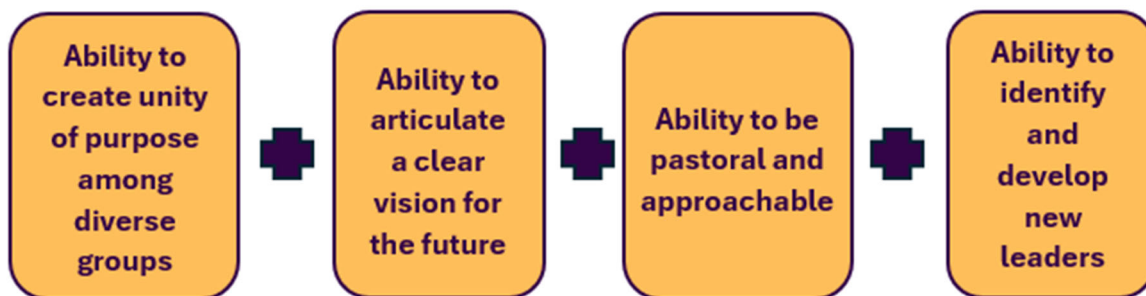 Ability to
create unity
of purpose
among
diverse
groups
Ability to
articulate
a clear
vision for
the future
Ability to be
pastoral and
approachable
Ability to
identify
and
develop
new
leaders